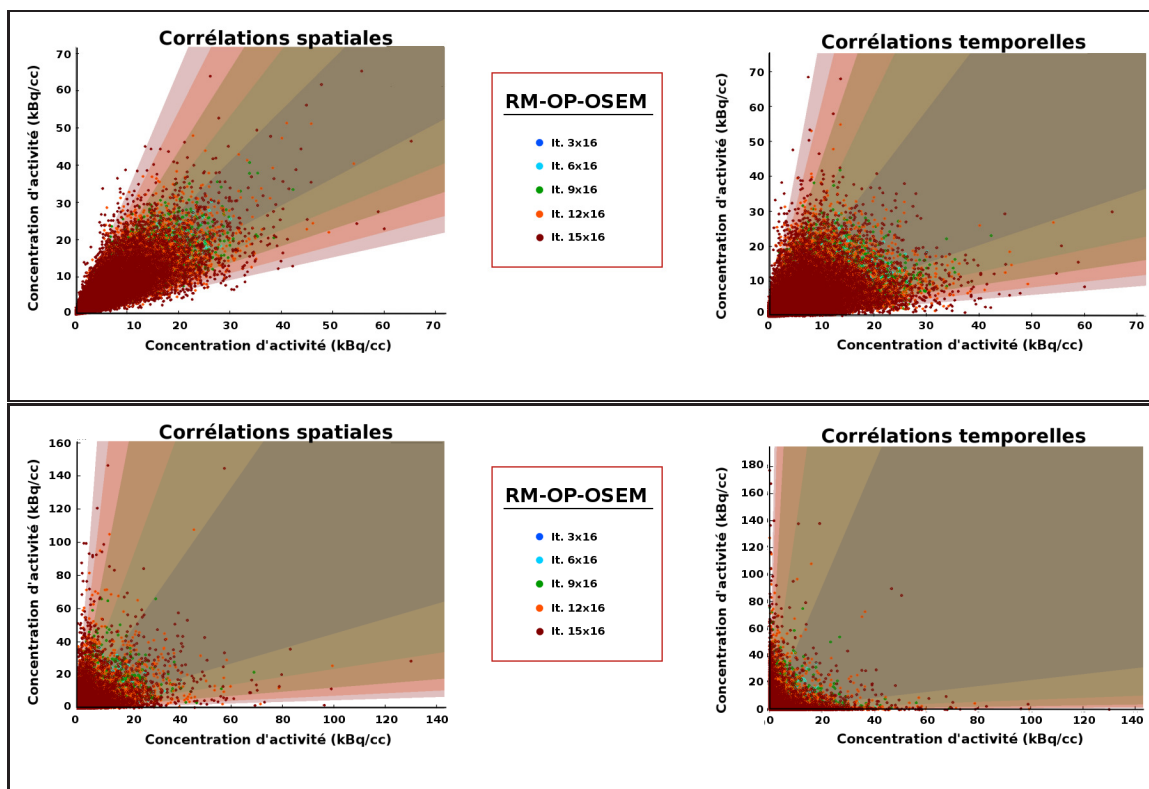 Corrélations spatiales
Concentration d'activité (kBq/cc)
70
60
50
40
30
20
10
0
0 10 20 30 40 50 60 70
Concentration d'activité (kBq/cc)
RM-OP-OSEM
It. 3x16
It. 6x16
It. 9x16
It. 12x16
It. 15x16
Corrélations temporelles
Concentration d'activité (kBq/cc)
70
60
50
40
30
20
10
0
0 10 20 30 40 50 60 70
Concentration d'activité (kBq/cc)
Corrélations spatiales
Concentration d'activité (kBq/cc)
160
140
120
100
80
60
40
20
0
0 20 40 60 80 100 120 140
Concentration d'activité (kBq/cc)
RM-OP-OSEM
It. 3x16
It. 6x16
It. 9x16
It. 12x16
It. 15x16
Corrélations temporelles
Concentration d'activité (kBq/cc)
180
160
140
120
100
80
60
40
20
0
0 20 40 60 80 100 120 140
Concentration d'activité (kBq/cc)